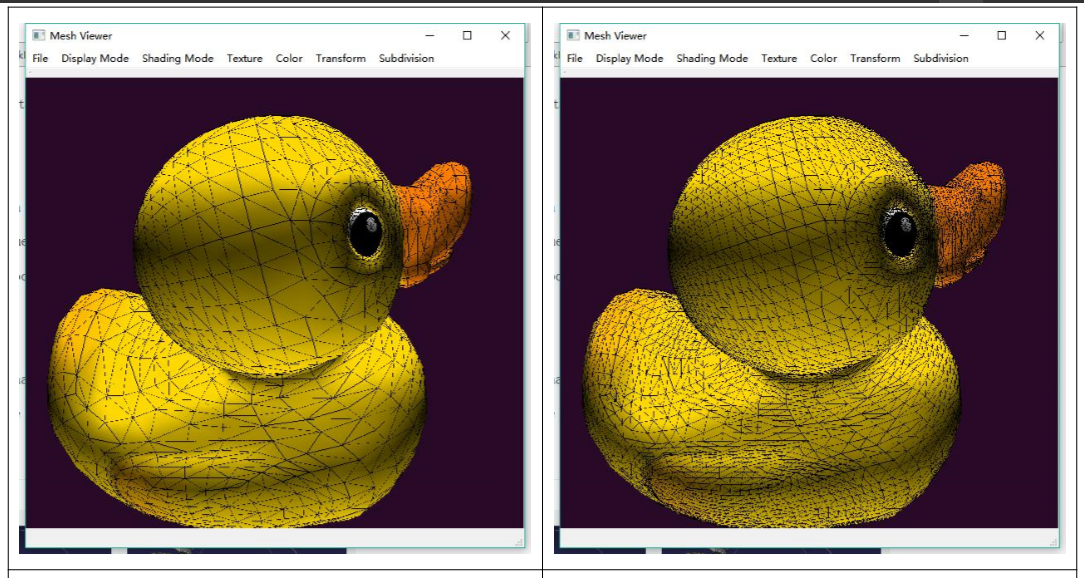 Mesh Viewer
File Display Mode Shading Mode Texture Color Transform Subdivision
Mesh Viewer
File Display Mode Shading Mode Texture Color Transform Subdivision